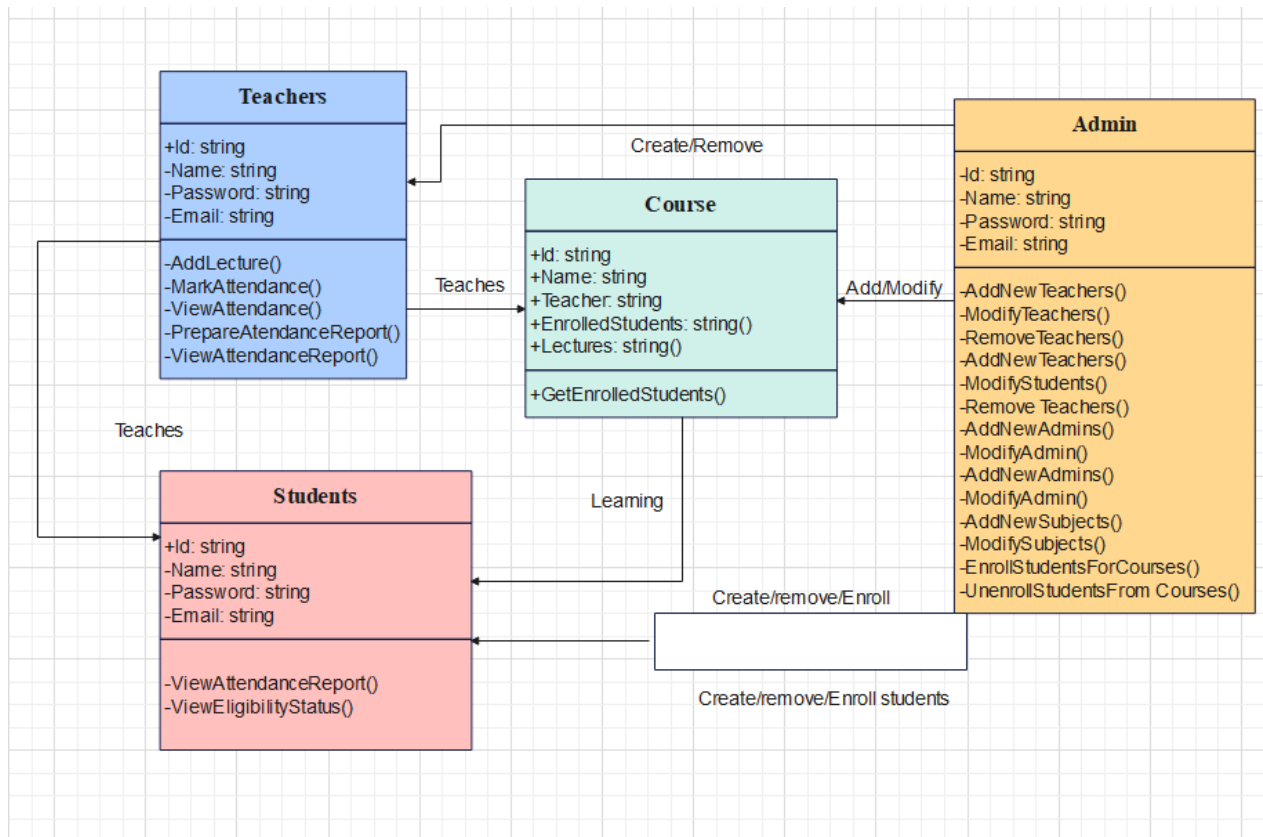 Teachers
+Id: string
-Name: string
-Password: string
-Email: string
-AddLecture()
-MarkAttendance()
-ViewAttendance()
-PrepareAtendanceReport()
-ViewAttendanceReport()
Create/Remove
Course
+Id: string
+Name: string
+Teacher: string
+EnrolledStudents: string()
+Lectures: string()
+GetEnrolledStudents()
Teaches
Add/Modify
Admin
-Id: string
-Name: string
-Password: string
-Email: string
-AddNewTeachers()
-ModifyTeachers()
-RemoveTeachers()
-AddNewTeachers()
-ModifyStudents()
-Remove Teachers()
-AddNewAdmins()
-ModifyAdmin()
-AddNewAdmins()
-ModifyAdmin()
-AddNewSubjects()
-ModifySubjects()
-EnrollStudentsForCourses()
-UnenrollStudentsFrom Courses()
Teaches
Students
+Id: string
-Name: string
-Password: string
-Email: string
-ViewAttendanceReport()
-ViewEligibilityStatus()
Learning
Create/remove/Enroll
Create/remove/Enroll students